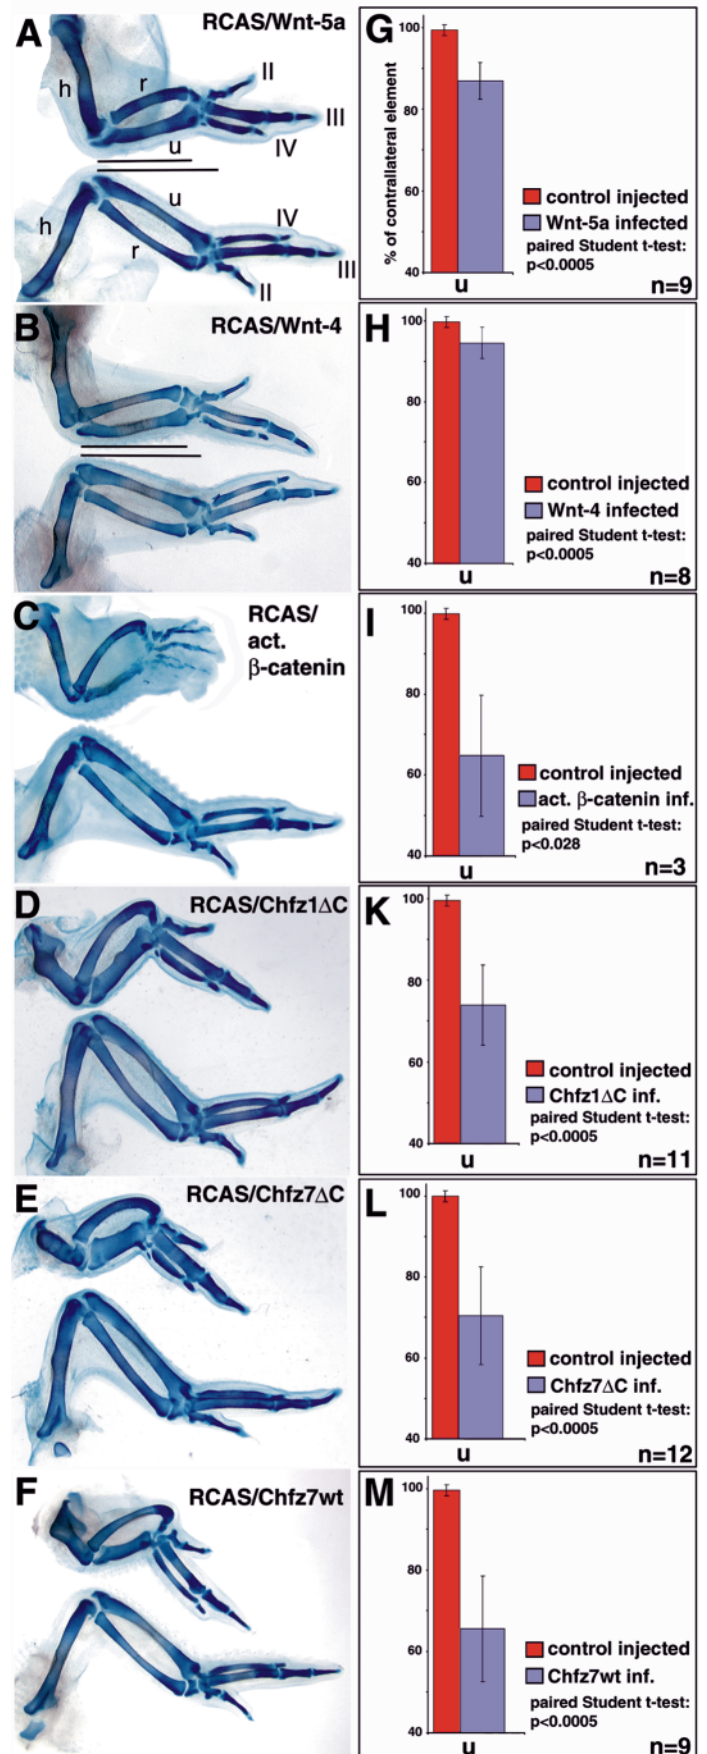 A
RCAS/Wnt-5a
h
r
II
III
IV
u
u
h
r
IV
III
II
G
% of contrallateral element
100
80
60
40
control injected
Wnt-5a infected
paired Student t-test:
p<0.0005
u
n=9
B
RCAS/Wnt-4
H
100
80
60
40
control injected
Wnt-4 infected
paired Student t-test:
p<0.0005
u
n=8
C
RCAS/
act.
β-catenin
I
100
80
60
40
control injected
act. β-catenin inf.
paired Student t-test:
p<0.028
u
n=3
D
RCAS/Chfz1ΔC
K
100
80
60
40
control injected
Chfz1ΔC inf.
paired Student t-test:
p<0.0005
u
n=11
E
RCAS/Chfz7ΔC
L
100
80
60
40
control injected
Chfz7ΔC inf.
paired Student t-test:
p<0.0005
u
n=12
F
RCAS/Chfz7wt
M
100
80
60
40
control injected
Chfz7wt inf.
paired Student t-test:
p<0.0005
u
n=9